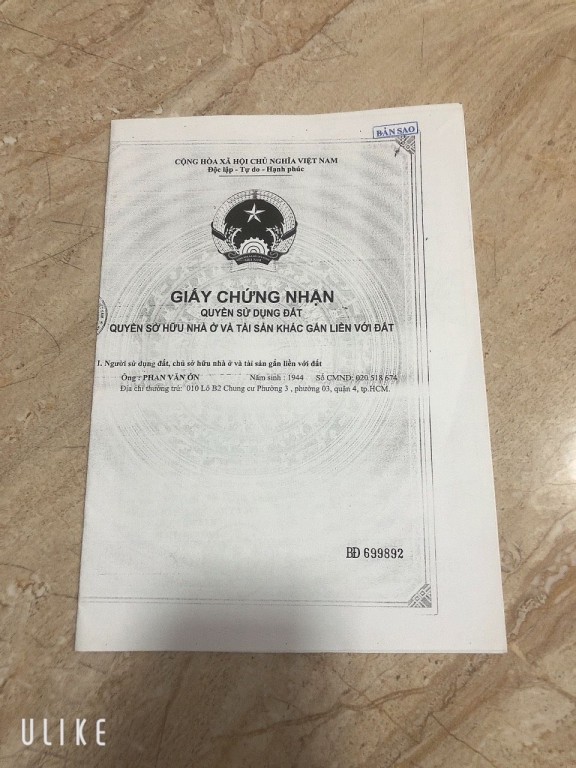 BẢN SAO
CỘNG HÒA XÃ HỘI CHỦ NGHĨA VIỆT NAM
Độc lập - Tự do - Hạnh phúc
GIẤY CHỨNG NHẬN
QUYỀN SỬ DỤNG ĐẤT
QUYỀN SỞ HỮU NHÀ Ở VÀ TÀI SẢN KHÁC GẮN LIỀN VỚI ĐẤT
I. Người sử dụng đất, chủ sở hữu nhà ở và tài sản gắn liền với đất
Ông : PHAN VĂN ỔN Năm sinh : 1944 Số CMND: 020 518 674
Địa chỉ thường trú: 010 Lô B2 Chung cư Phường 3 , phường 03, quận 4, tp.HCM.
BĐ 699892
ULIKE